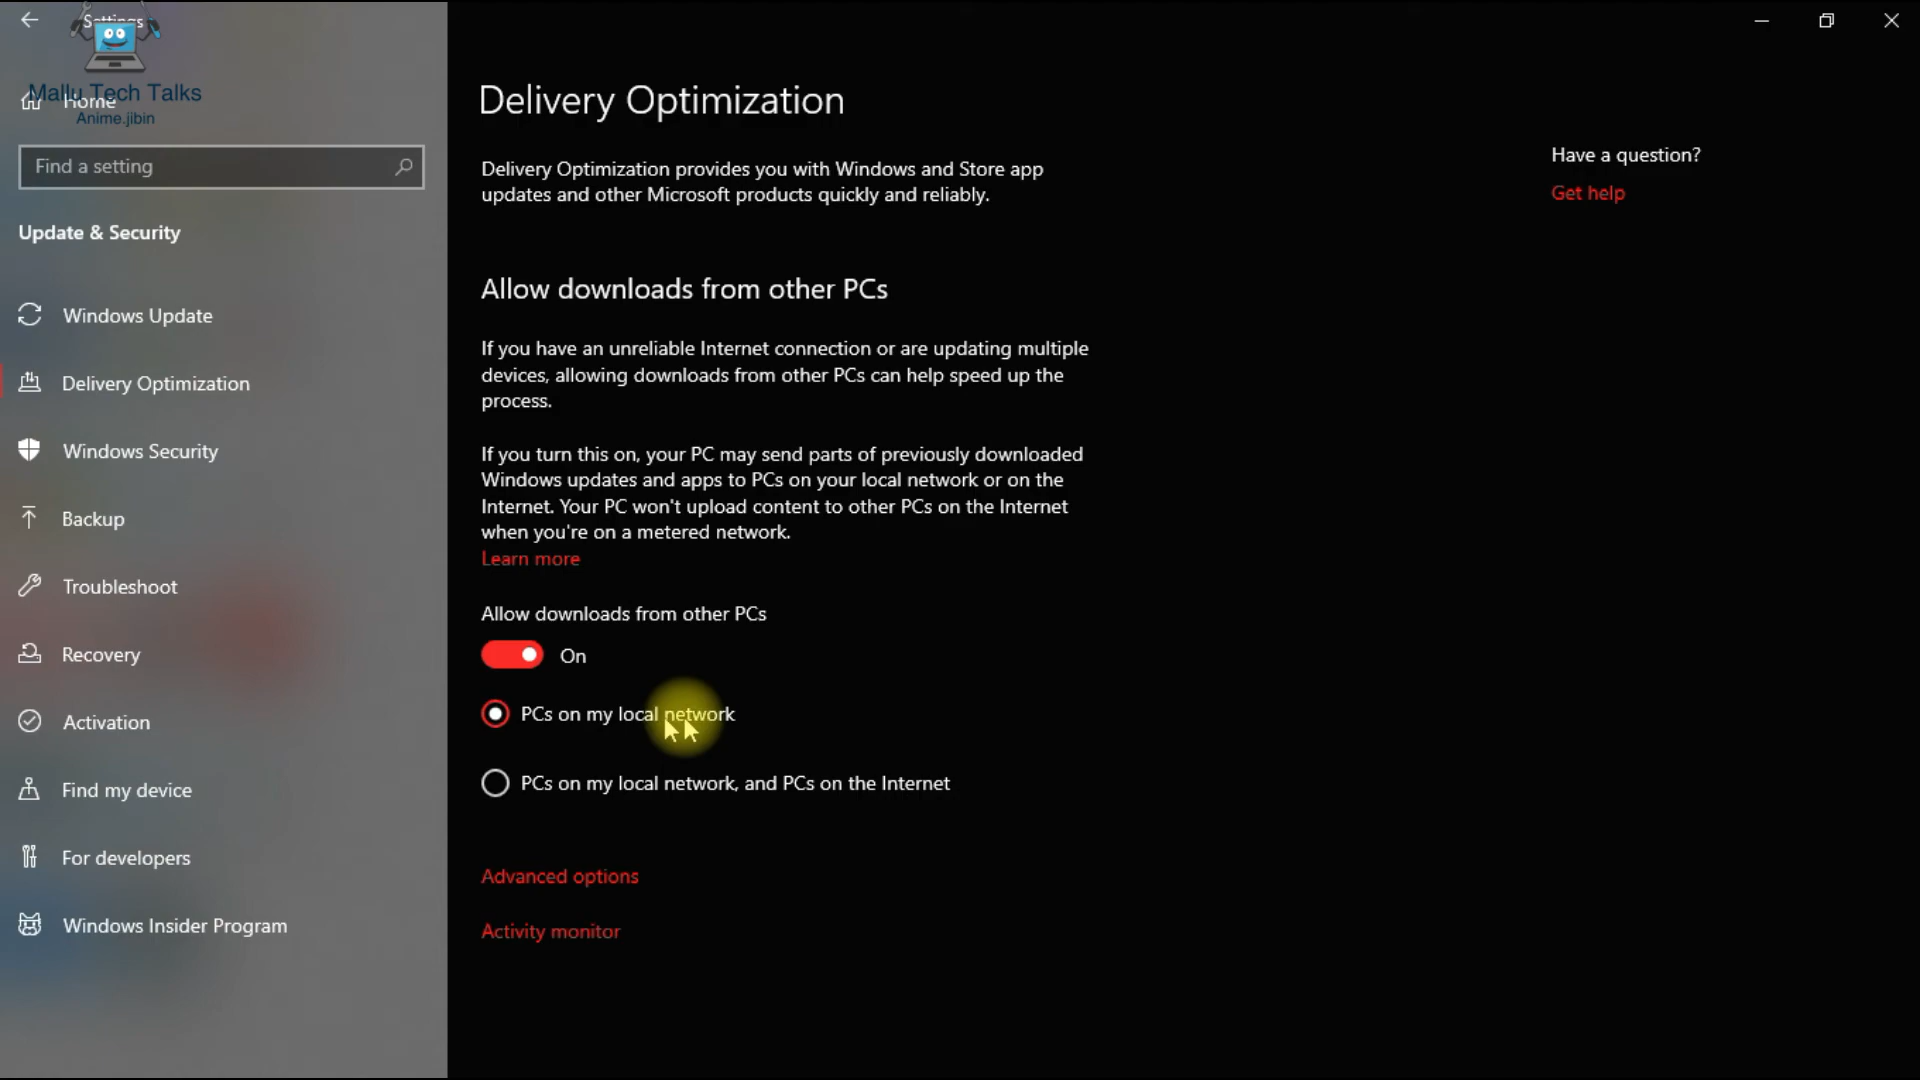 Settings
Mallu Tech Talks
Home
Anime.jibin
Find a setting
Update & Security
Windows Update
Delivery Optimization
Windows Security
Backup
Troubleshoot
Recovery
Activation
Find my device
For developers
Windows Insider Program
Delivery Optimization
Delivery Optimization provides you with Windows and Store app
updates and other Microsoft products quickly and reliably.
Allow downloads from other PCs
If you have an unreliable Internet connection or are updating multiple
devices, allowing downloads from other PCs can help speed up the
process.
If you turn this on, your PC may send parts of previously downloaded
Windows updates and apps to PCs on your local network or on the
Internet. Your PC won't upload content to other PCs on the Internet
when you're on a metered network.
Learn more
Allow downloads from other PCs
On
PCs on my local network
PCs on my local network, and PCs on the Internet
Advanced options
Activity monitor
Have a question?
Get help